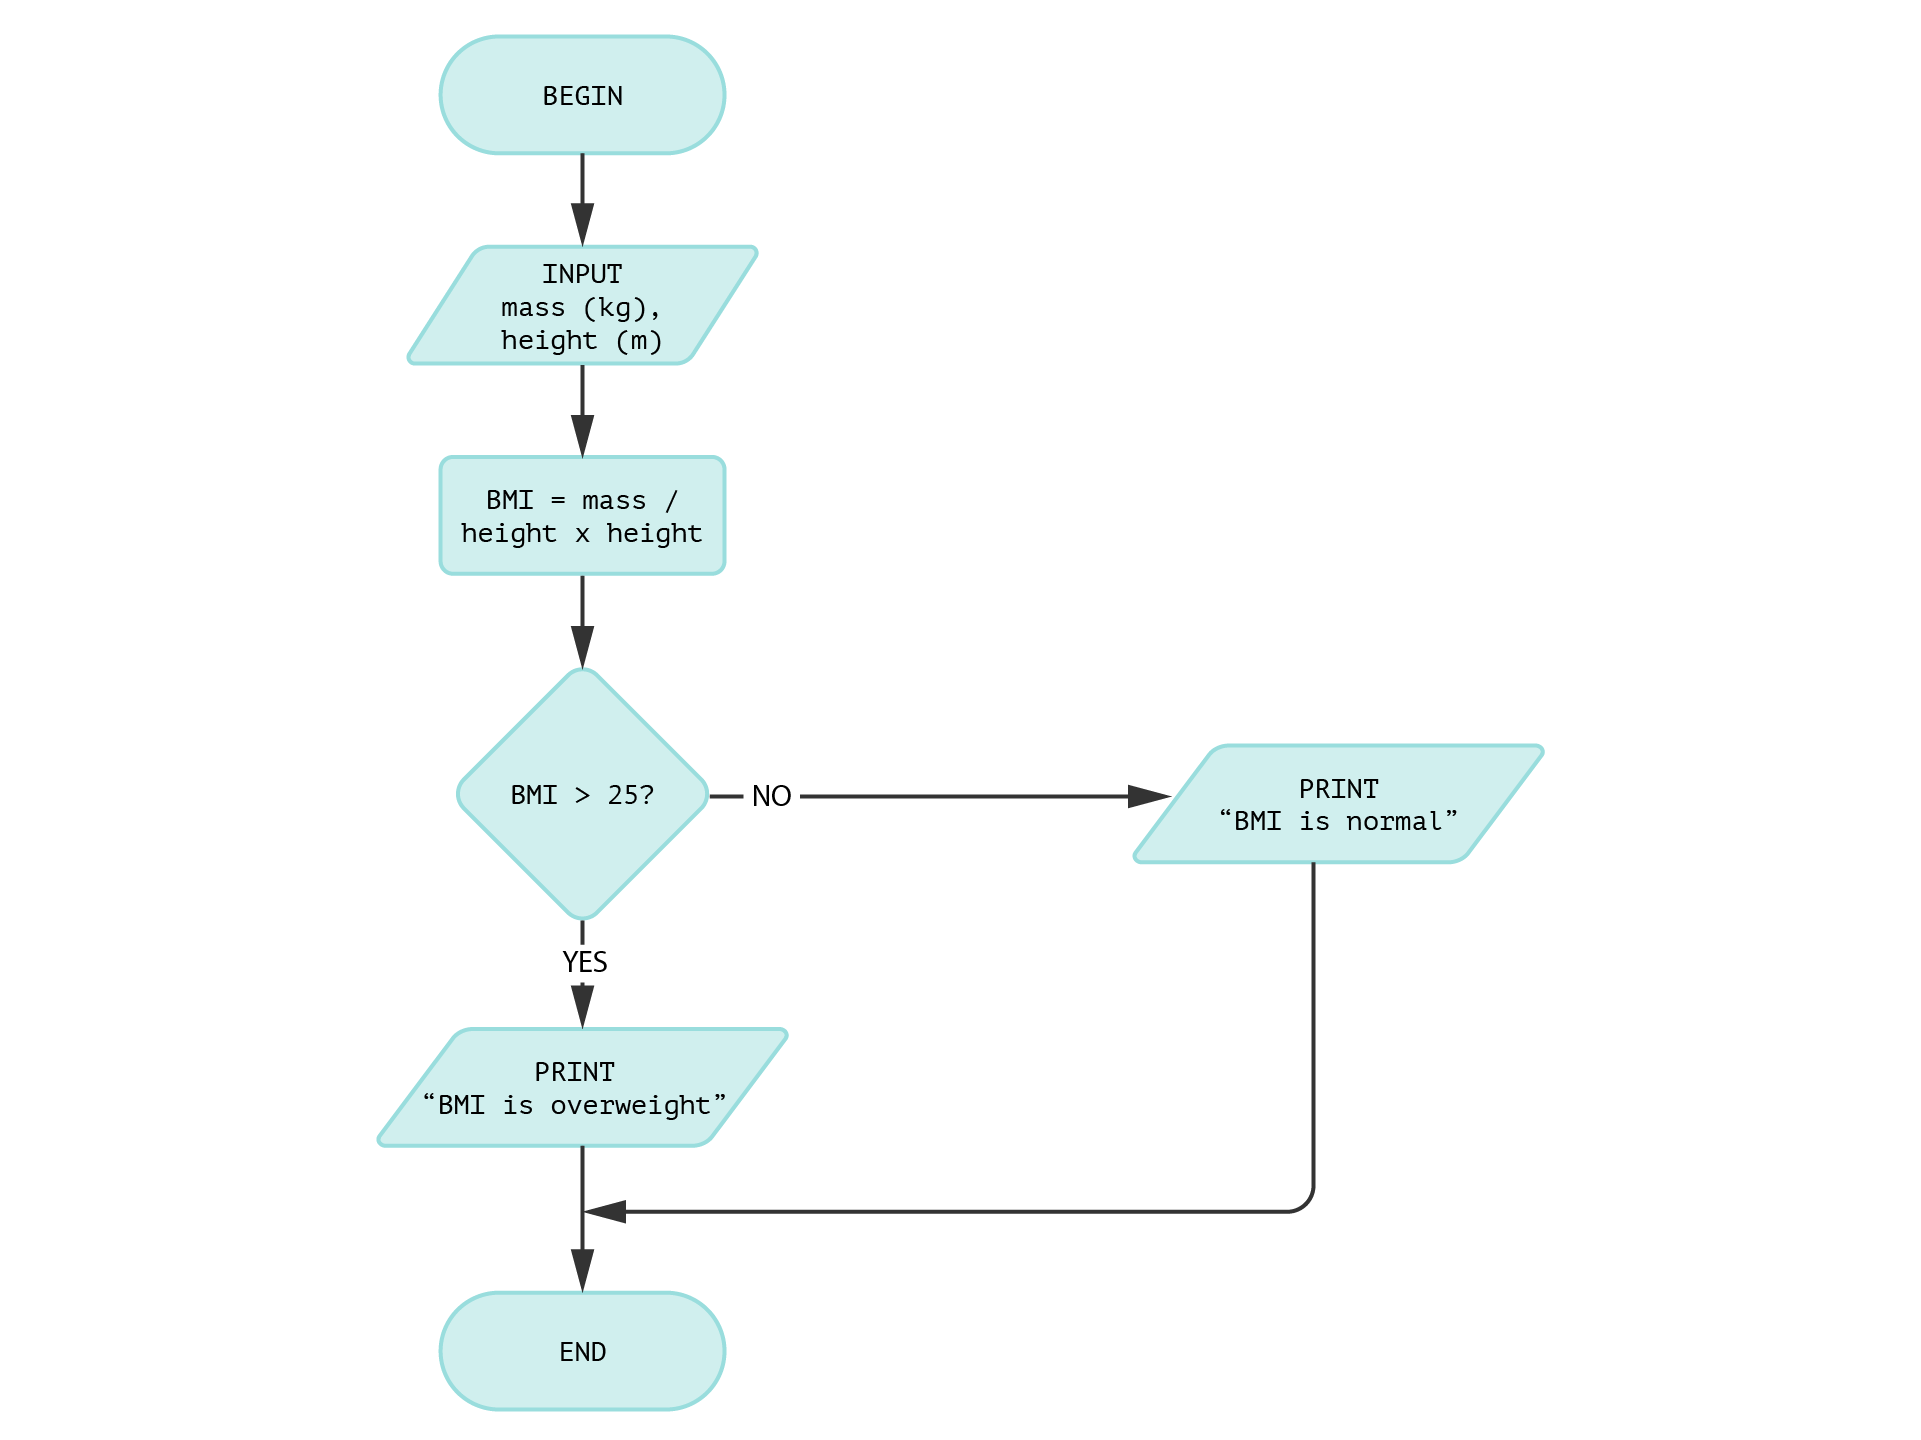 BEGIN
INPUT
mass (kg),
height (m)
BMI = mass /
height x height
BMI > 25?
NO
PRINT
“BMI is normal”
YES
PRINT
“BMI is overweight”
END